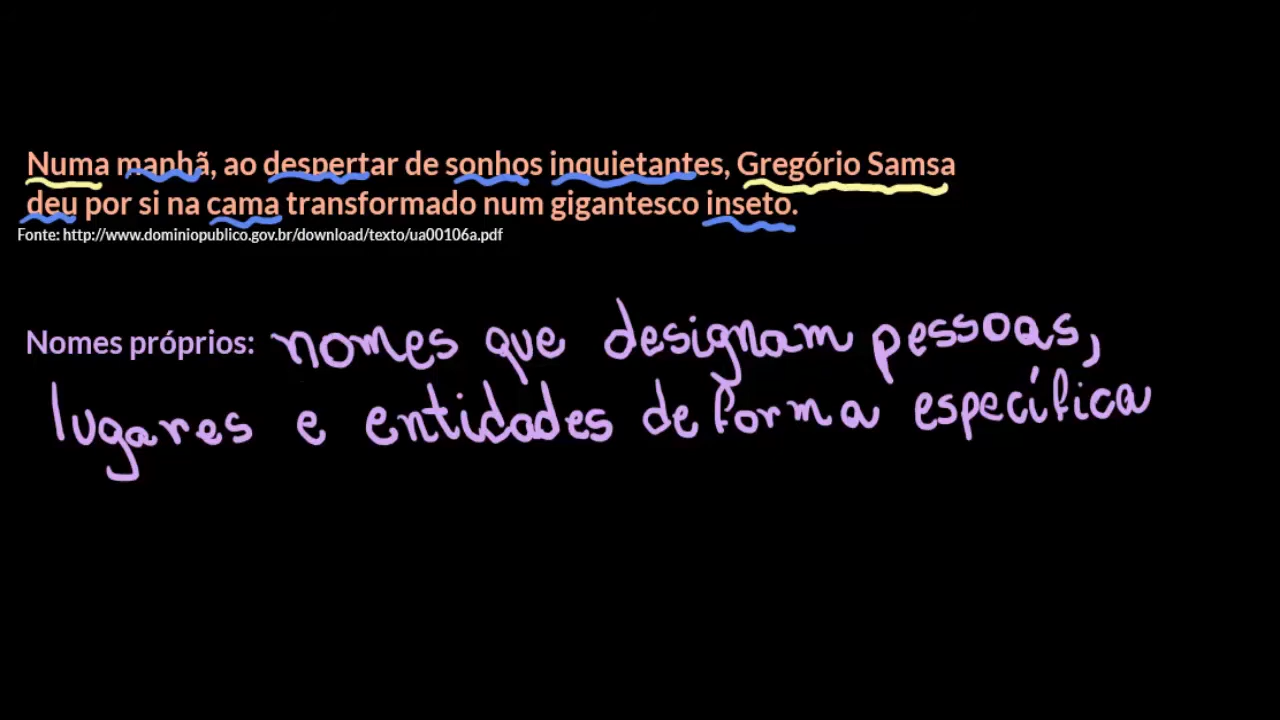 Numa manhã, ao despertar de sonhos inquietantes, Gregório Samsa
deu por si na cama transformado num gigantesco inseto.
Fonte: http://www.dominiopublico.gov.br/download/texto/ua00106a.pdf
Nomes próprios: nomes que designam pessoas,
lugares e entidades de forma específica